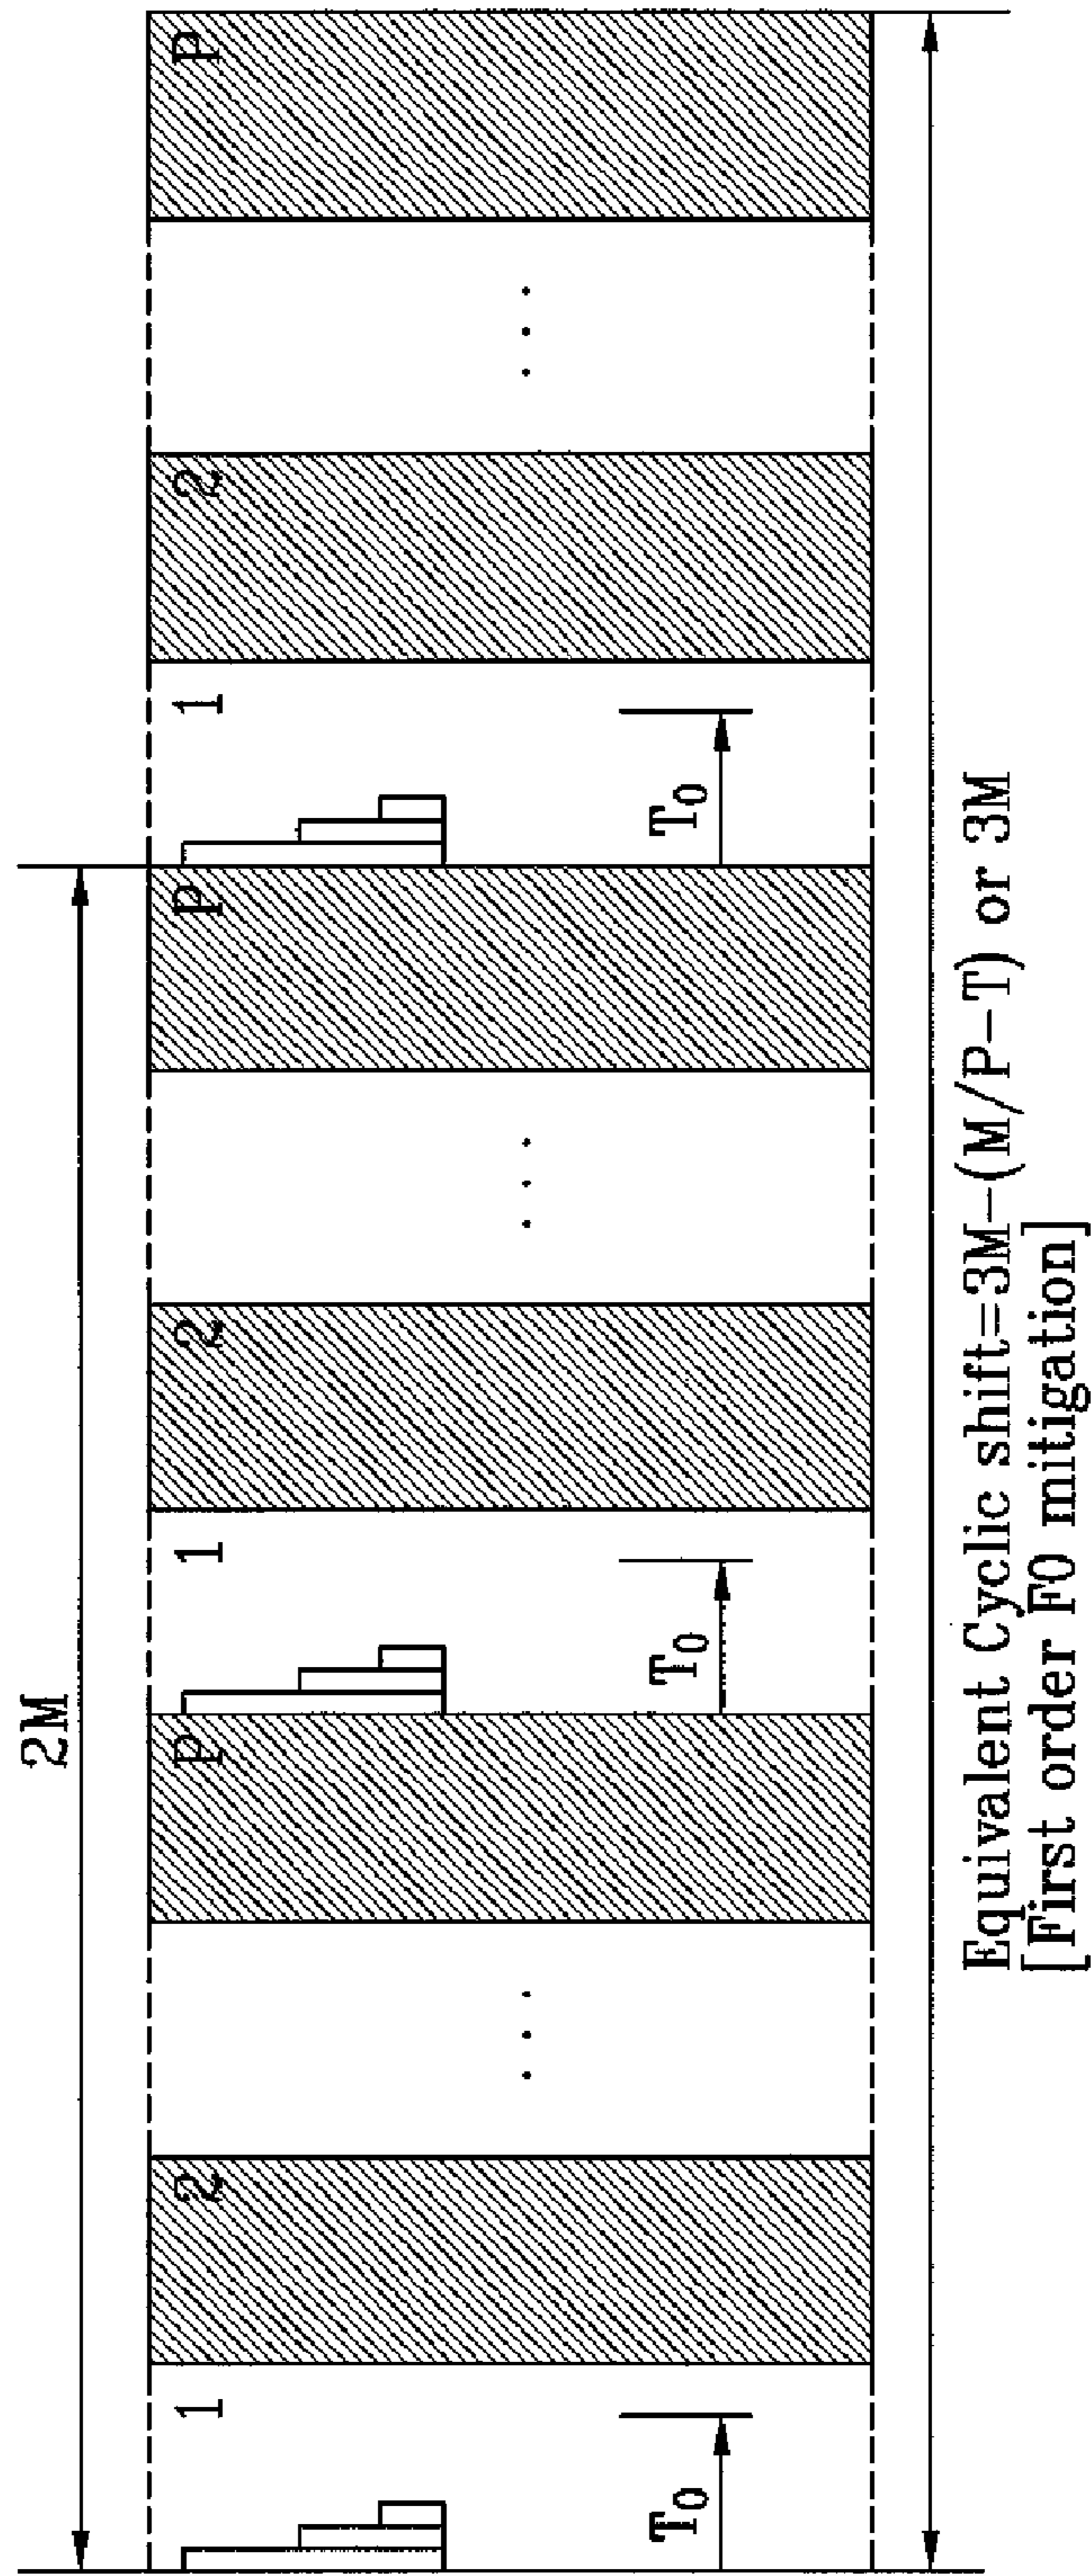 2M
1
2
P
1
2
P
1
2
P
T₀
T₀
T₀
Equivalent Cyclic shift=3M-(M/P-T) or 3M
[First order FO mitigation]